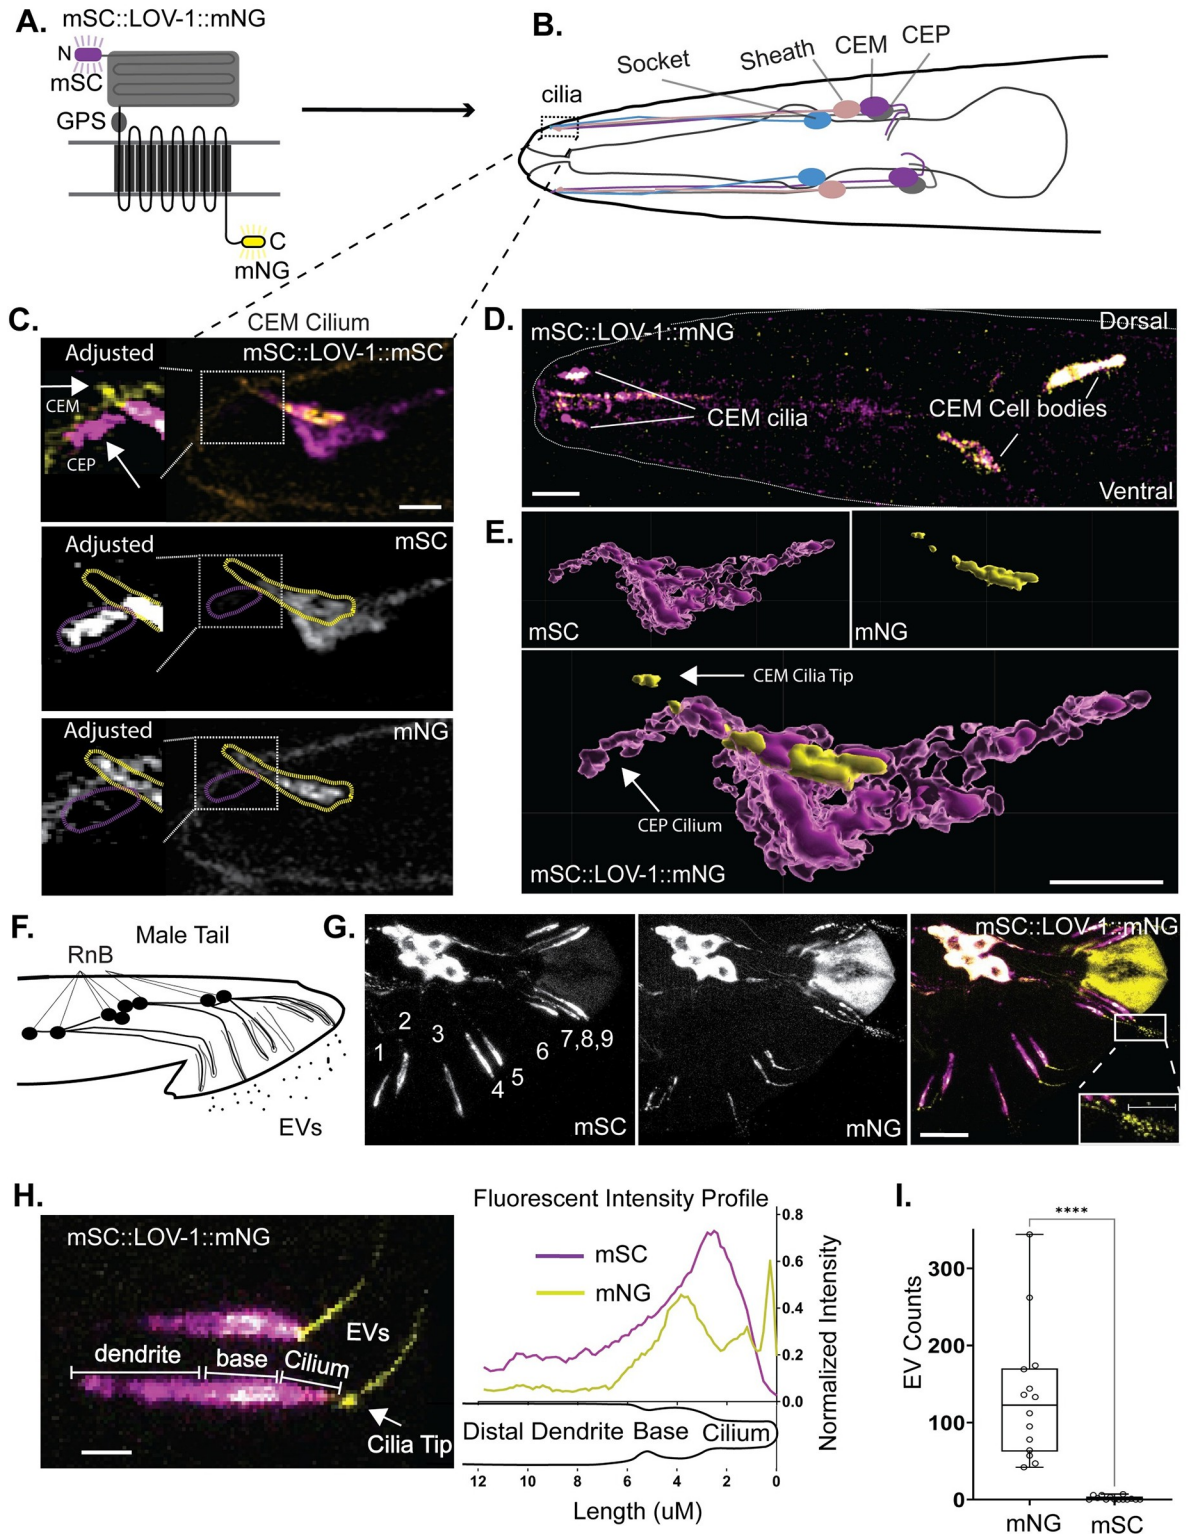 A.
mSC::LOV-1::mNG
N
mSC
GPS
C
mNG
B.
Socket
Sheath
CEM
CEP
cilia
C.
CEM Cilium
Adjusted
mSC::LOV-1::mSC
CEM
CEP
Adjusted
mSC
Adjusted
mNG
D.
mSC::LOV-1::mNG
Dorsal
CEM cilia
CEM Cell bodies
Ventral
E.
mSC
mNG
CEM Cilia Tip
CEP Cilium
mSC::LOV-1::mNG
F.
Male Tail
RnB
EVs
G.
mSC::LOV-1::mNG
1
2
3
4
5
6
7,8,9
mSC
mNG
H.
mSC::LOV-1::mNG
EVs
dendrite
base
Cilium
Cilia Tip
Fluorescent Intensity Profile
mSC
mNG
0.8
0.6
0.4
0.2
0.0
Normalized Intensity
Distal Dendrite
Base
Cilium
12
10
8
6
4
2
0
Length (uM)
I.
****
EV Counts
300
200
100
0
mNG
mSC